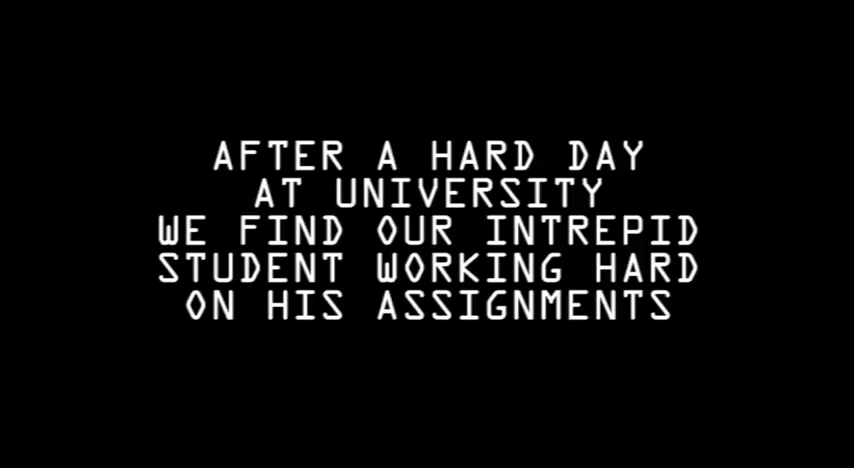 AFTER A HARD DAY
AT UNIVERSITY
WE FIND OUR INTREPID
STUDENT WORKING HARD
ON HIS ASSIGNMENTS